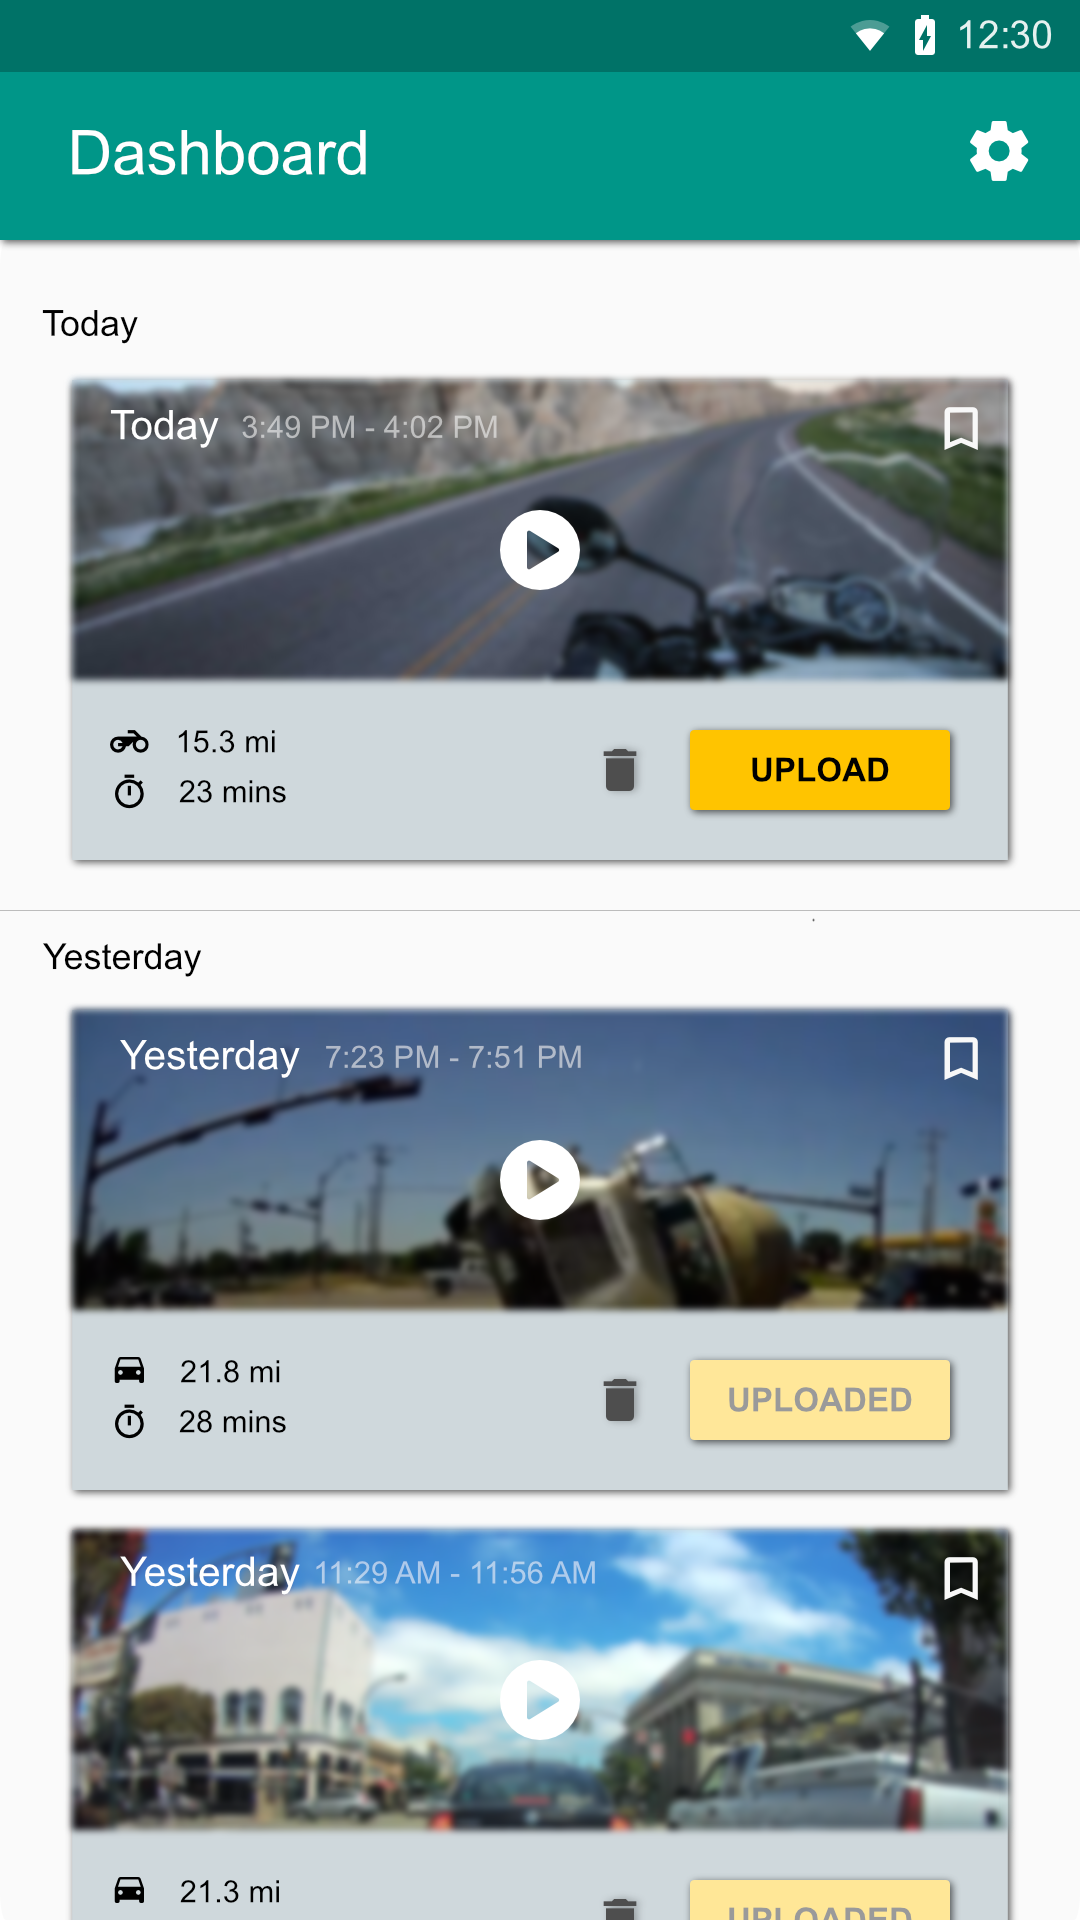 12:30
Dashboard
Today
Today 3:49 PM - 4:02 PM
15.3 mi
23 mins
UPLOAD
Yesterday
Yesterday 7:23 PM - 7:51 PM
21.8 mi
28 mins
UPLOADED
Yesterday 11:29 AM - 11:56 AM
21.3 mi
UPLOADED